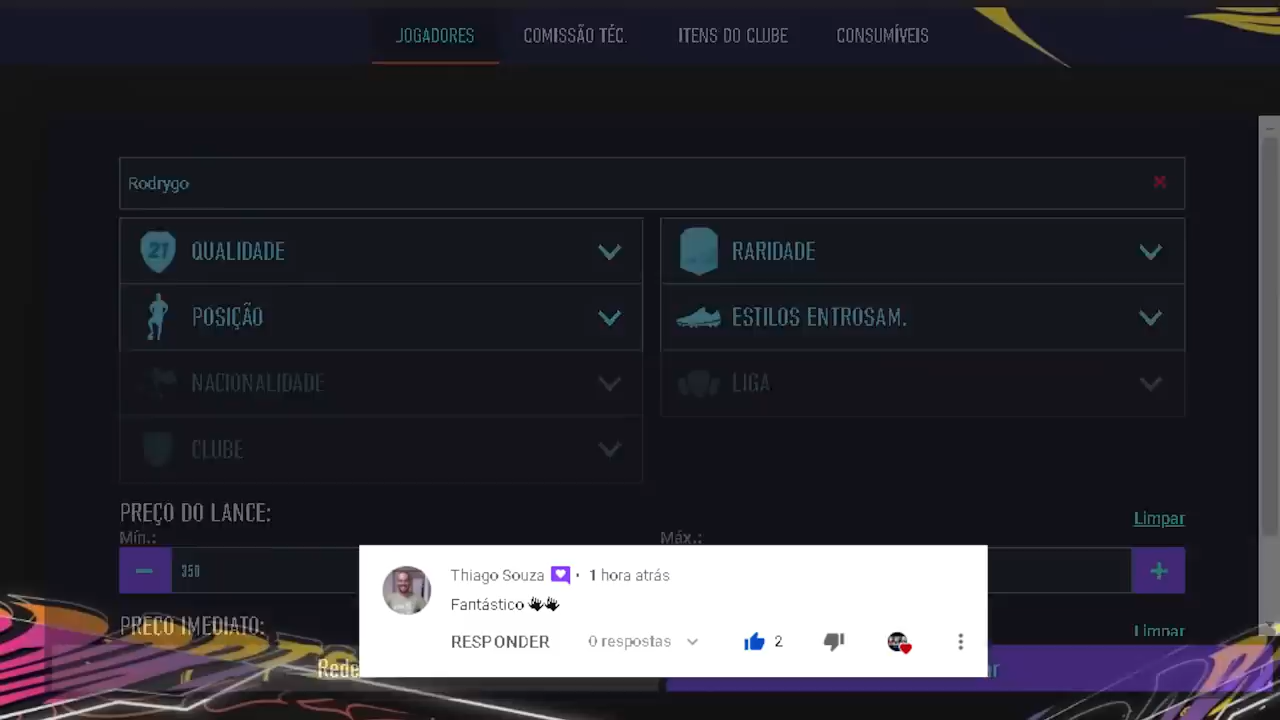 JOGADORES
COMISSÃO TÉC.
ITENS DO CLUBE
CONSUMÍVEIS
Rodrygo
21 QUALIDADE
RARIDADE
POSIÇÃO
ESTILOS ENTROSAM.
NACIONALIDADE
LIGA
CLUBE
PREÇO DO LANCE:
Limpar
Mín.:
Máx.:
350
Thiago Souza · 1 hora atrás
Fantástico
RESPONDER 0 respostas 2
PREÇO IMEDIATO:
Limpar